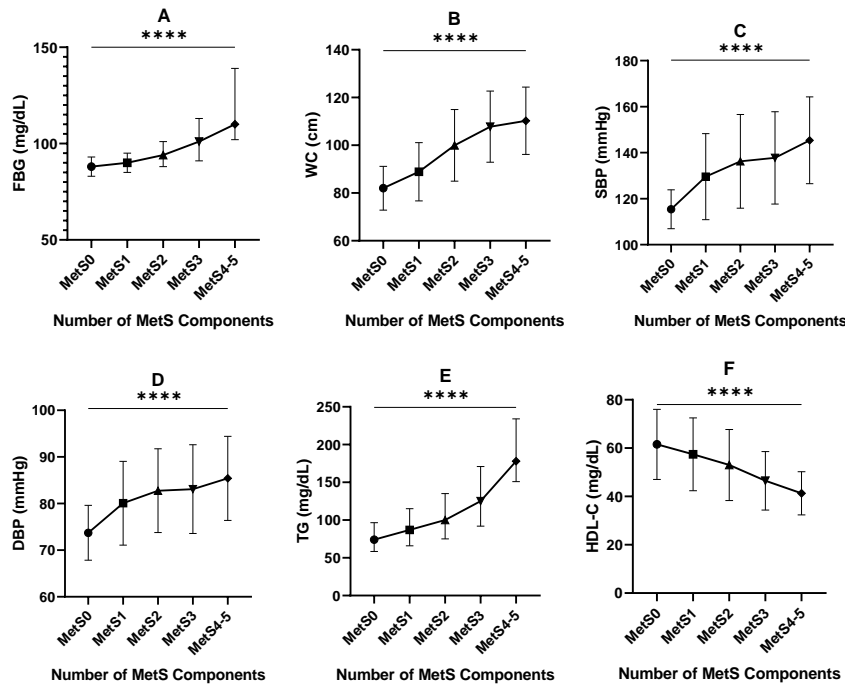 A
****
FBG (mg/dL)
150
100
50
MetS0
MetS1
MetS2
MetS3
MetS4-5
Number of MetS Components
B
****
WC (cm)
140
120
100
80
60
MetS0
MetS1
MetS2
MetS3
MetS4-5
Number of MetS Components
C
****
SBP (mmHg)
180
160
140
120
100
MetS0
MetS1
MetS2
MetS3
MetS4-5
Number of MetS Components
D
****
DBP (mmHg)
100
90
80
70
60
MetS0
MetS1
MetS2
MetS3
MetS4-5
Number of MetS Components
E
****
TG (mg/dL)
250
200
150
100
50
0
MetS0
MetS1
MetS2
MetS3
MetS4-5
Number of MetS Components
F
****
HDL-C (mg/dL)
80
60
40
20
0
MetS0
MetS1
MetS2
MetS3
MetS4-5
Number of MetS Components